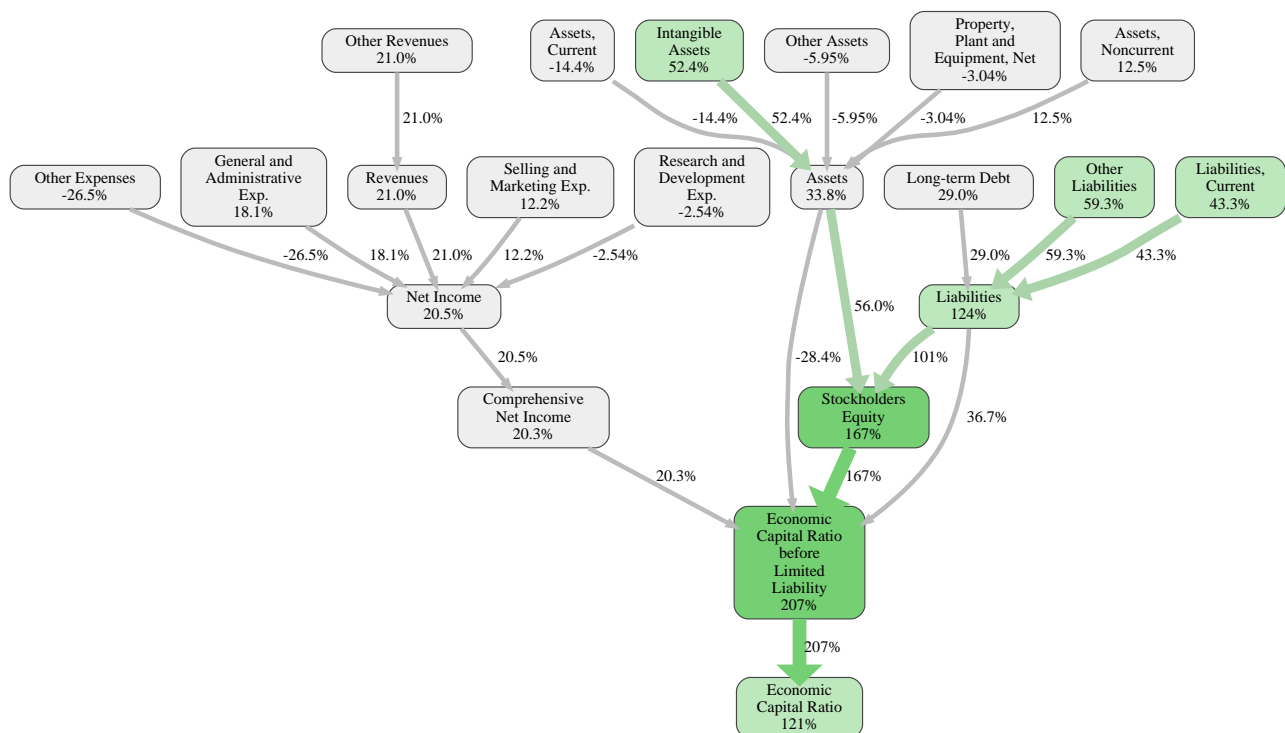 Other Revenues
21.0%
Assets,
Current
-14.4%
Intangible
Assets
52.4%
Other Assets
-5.95%
Property,
Plant and
Equipment, Net
-3.04%
Assets,
Noncurrent
12.5%
21.0%
-14.4%
52.4%
-5.95%
-3.04%
12.5%
Other Expenses
-26.5%
General and
Administrative
Exp.
18.1%
Revenues
21.0%
Selling and
Marketing Exp.
12.2%
Research and
Development
Exp.
-2.54%
Assets
33.8%
Long-term Debt
29.0%
Other
Liabilities
59.3%
Liabilities,
Current
43.3%
-26.5%
18.1%
21.0%
12.2%
-2.54%
29.0%
59.3%
43.3%
Net Income
20.5%
Liabilities
124%
56.0%
20.5%
-28.4%
101%
36.7%
Comprehensive
Net Income
20.3%
Stockholders
Equity
167%
20.3%
167%
Economic
Capital Ratio
before
Limited
Liability
207%
207%
Economic
Capital Ratio
121%